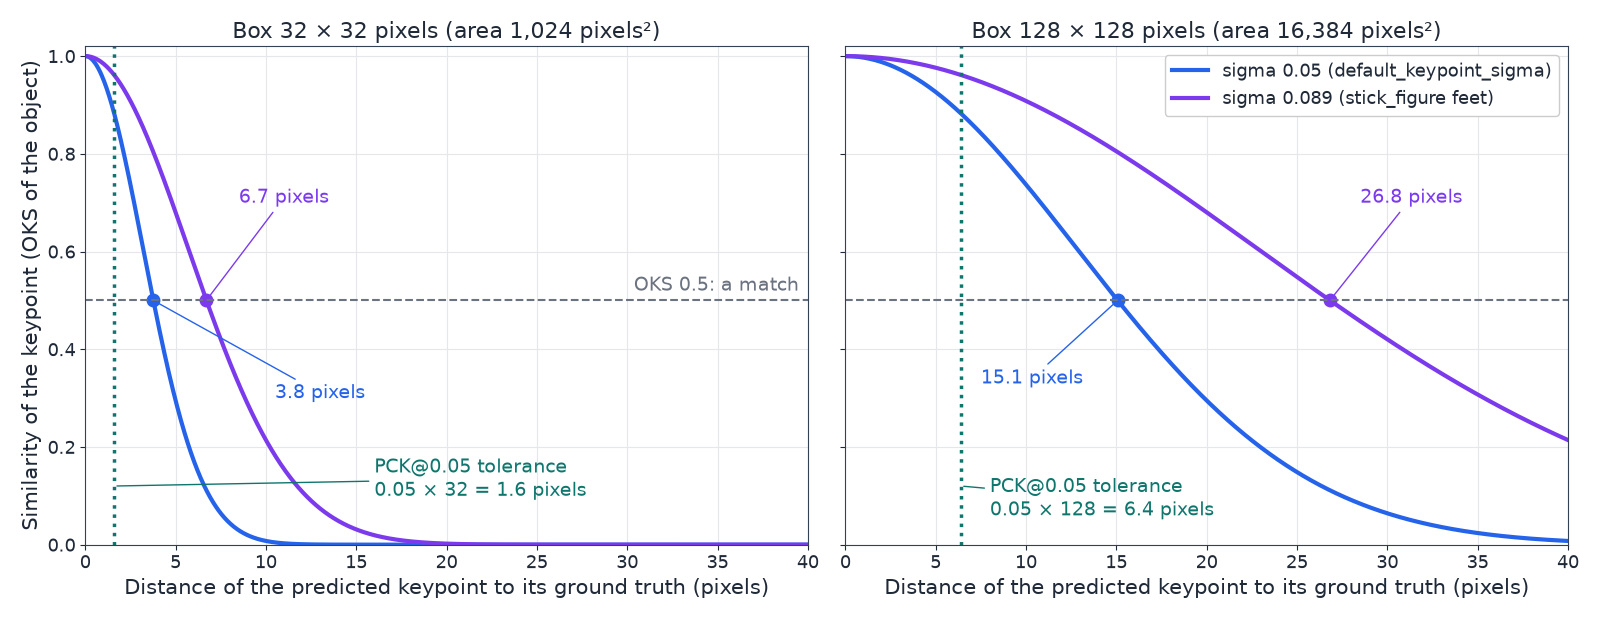 Box 32 × 32 pixels (area 1,024 pixels²)
Similarity of the keypoint (OKS of the object)
1.0
0.8
0.6
0.4
0.2
0.0
6.7 pixels
OKS 0.5: a match
3.8 pixels
PCK@0.05 tolerance
0.05 × 32 = 1.6 pixels
0 5 10 15 20 25 30 35 40
Distance of the predicted keypoint to its ground truth (pixels)
Box 128 × 128 pixels (area 16,384 pixels²)
sigma 0.05 (default_keypoint_sigma)
sigma 0.089 (stick_figure feet)
26.8 pixels
15.1 pixels
PCK@0.05 tolerance
0.05 × 128 = 6.4 pixels
0 5 10 15 20 25 30 35 40
Distance of the predicted keypoint to its ground truth (pixels)